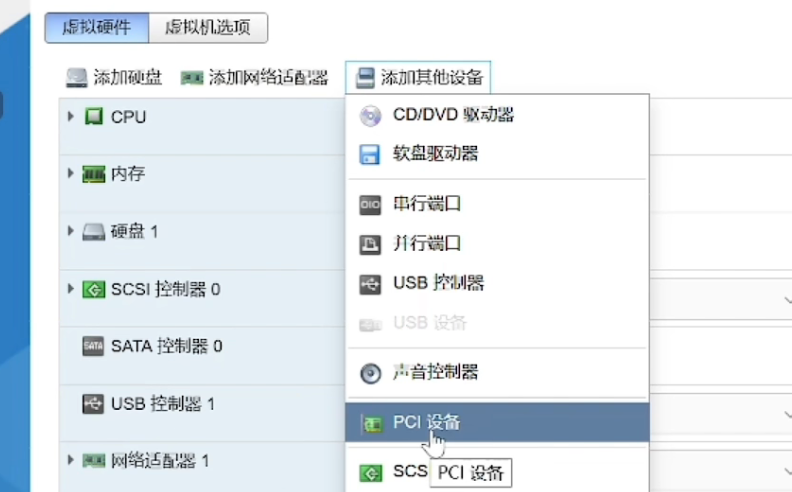 虚拟硬件 虚拟机选项
添加硬盘 添加网络适配器 添加其他设备
CPU
内存
硬盘 1
SCSI 控制器 0
SATA 控制器 0
USB 控制器 1
网络适配器 1
CD/DVD 驱动器
软盘驱动器
串行端口
并行端口
USB 控制器
USB 设备
声音控制器
PCI 设备
SCS
PCI 设备